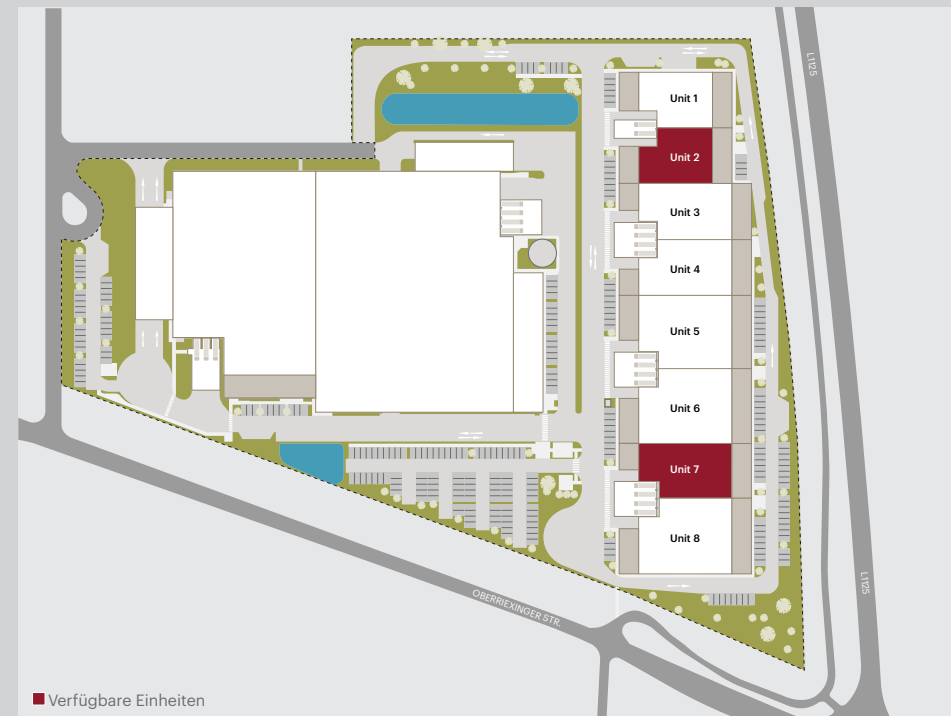 L1125
Unit 1
Unit 2
Unit 3
Unit 4
Unit 5
Unit 6
Unit 7
Unit 8
L1125
OBERRIEXINGER STR.
Verfügbare Einheiten